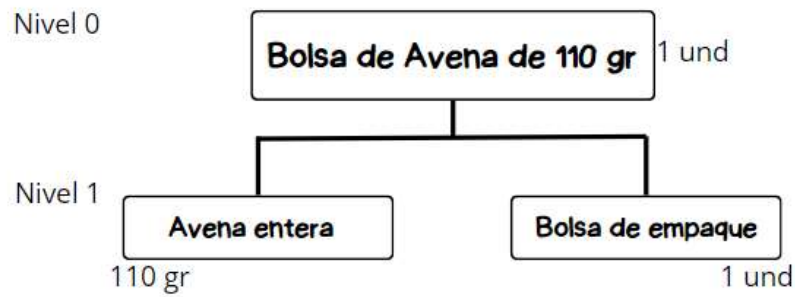 Nivel 0
Bolsa de Avena de 110 gr
1 und
Nivel 1
Avena entera
Bolsa de empaque
110 gr
1 und